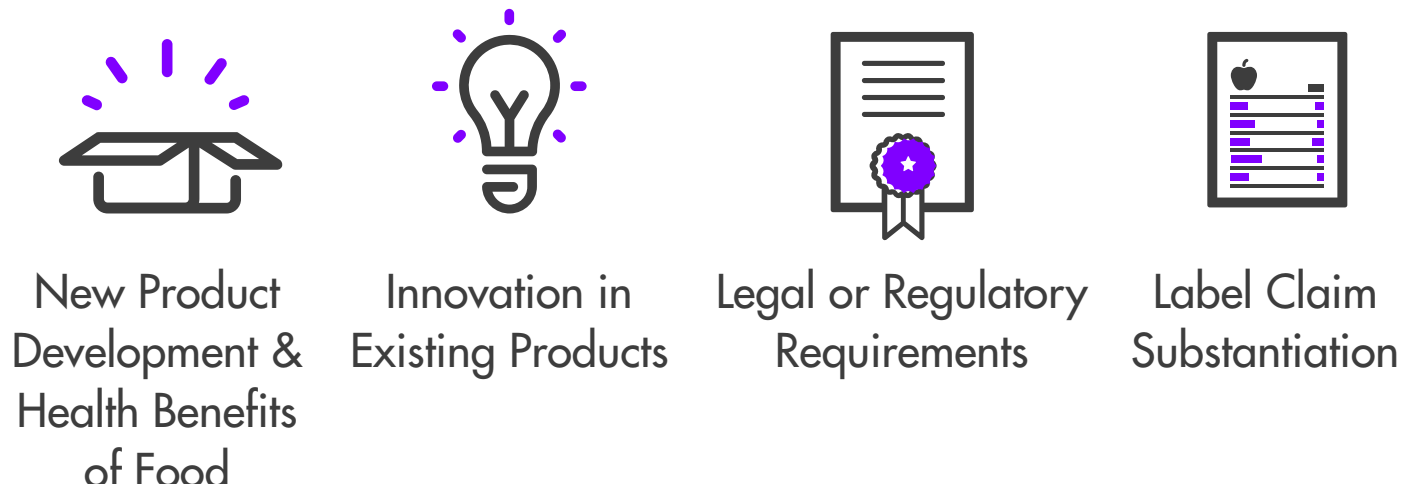 New Product
Development &
Health Benefits
of Food
Innovation in
Existing Products
Legal or Regulatory
Requirements
Label Claim
Substantiation